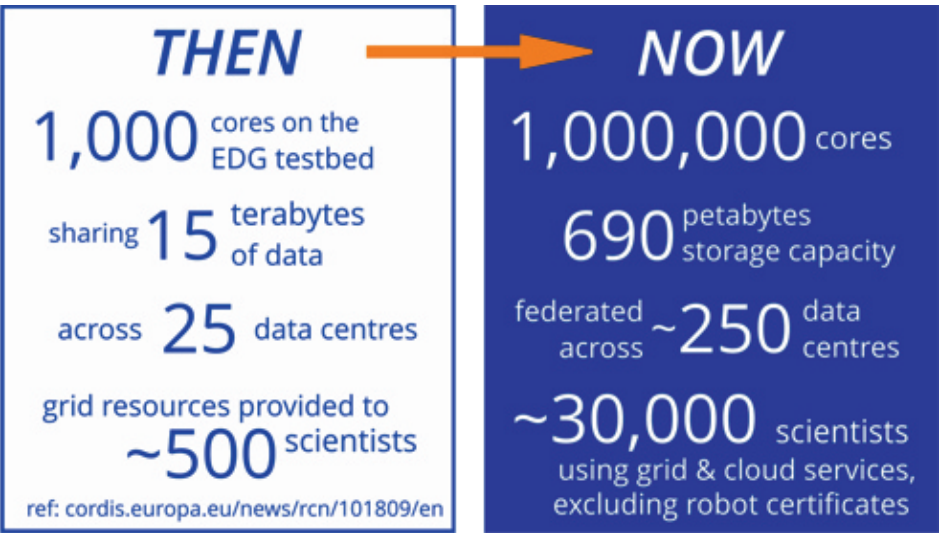 THEN
1,000 cores on the
EDG testbed
sharing 15 terabytes
of data
across 25 data centres
grid resources provided to
~500 scientists
ref: cordis.europa.eu/news/rcn/101809/en
NOW
1,000,000 cores
690 petabytes
storage capacity
federated
across ~250 data
centres
~30,000 scientists
using grid & cloud services,
excluding robot certificates